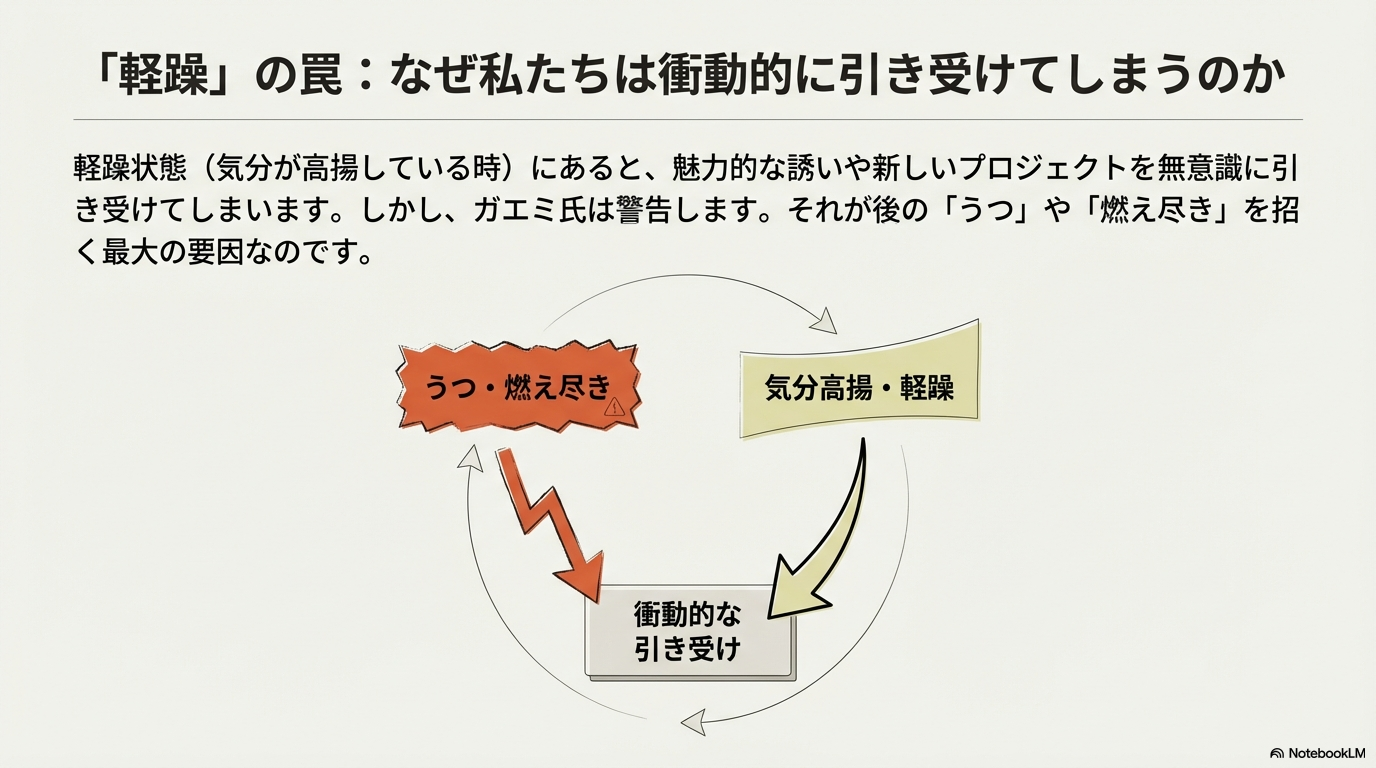 「軽躁」の罠：なぜ私たちは衝動的に引き受けてしまうのか
軽躁状態（気分が高揚している時）にあると、魅力的な誘いや新しいプロジェクトを無意識に引
き受けてしまいます。しかし、ガエミ氏は警告します。それが後の「うつ」や「燃え尽き」を招
く最大の要因なのです。
うつ・燃え尽き
気分高揚・軽躁
衝動的な
引き受け
NotebookLM